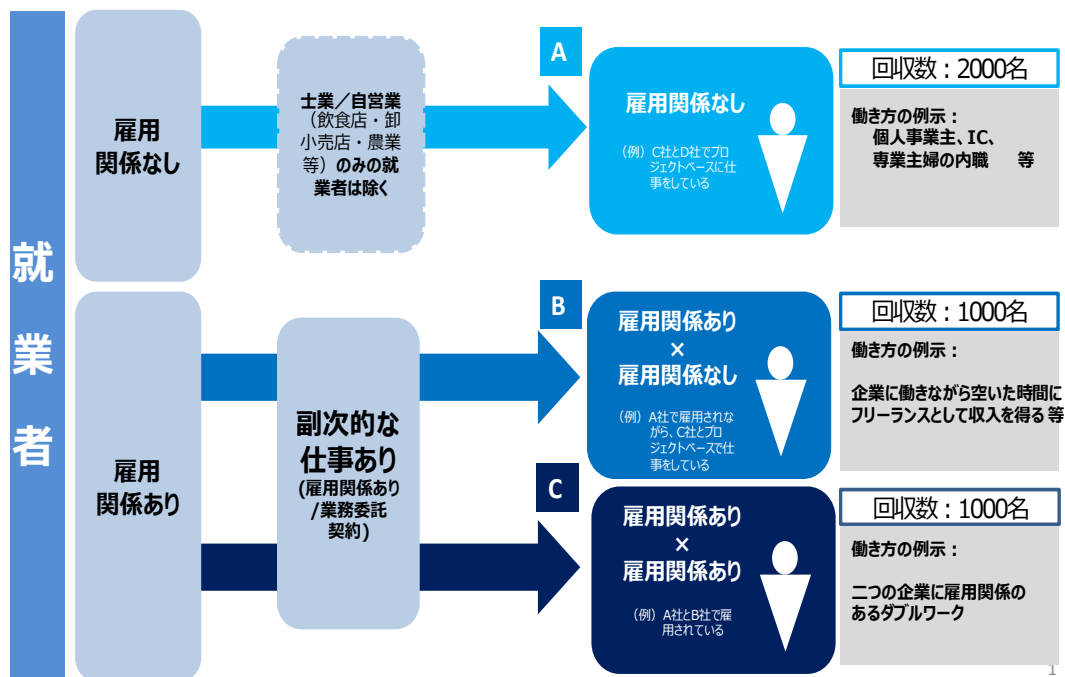 就
業
者
雇用
関係なし
士業／自営業
（飲食店・卸
小売店・農業
等）のみの就
業者は除く
A
雇用関係なし
（例）C社とD社でプロ
ジェクトベースに仕
事をしている
回収数：2000名
働き方の例示：
個人事業主、IC、
専業主婦の内職　等
雇用
関係あり
副次的な
仕事あり
(雇用関係あり
/業務委託
契約)
B
雇用関係あり
×
雇用関係なし
（例）A社で雇用されな
がら、C社とプロ
ジェクトベースで仕
事をしている
回収数：1000名
働き方の例示：
企業に働きながら空いた時間に
フリーランスとして収入を得る 等
C
雇用関係あり
×
雇用関係あり
（例）A社とB社で雇
用されている
回収数：1000名
働き方の例示：
二つの企業に雇用関係の
あるダブルワーク
1